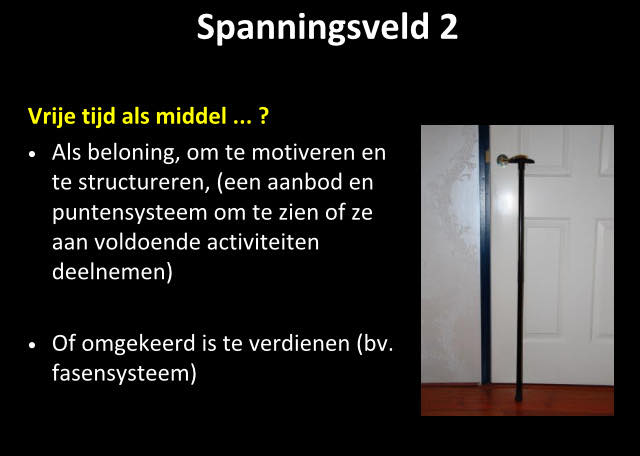 Spanningsveld 2
Vrije tijd als middel ... ?
• Als beloning, om te motiveren en
te structureren, (een aanbod en
puntensysteem om te zien of ze
aan voldoende activiteiten
deelnemen)
• Of omgekeerd is te verdienen (bv.
fasensysteem)